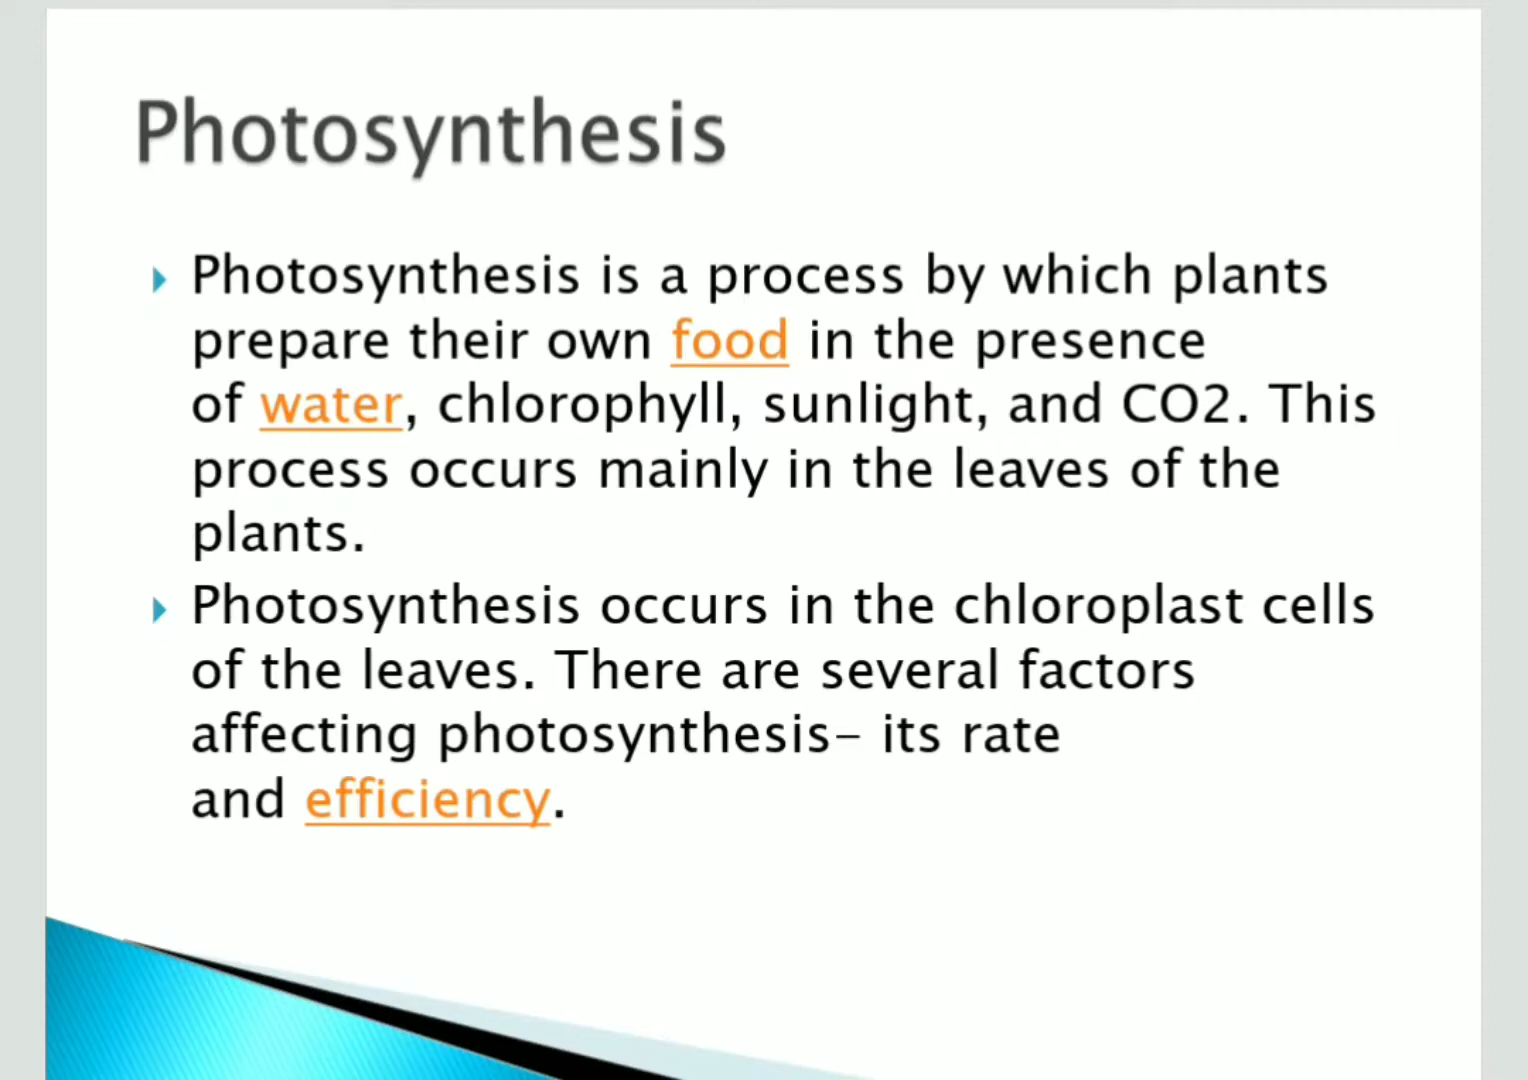 Photosynthesis
Photosynthesis is a process by which plants
prepare their own food in the presence
of water, chlorophyll, sunlight, and CO2. This
process occurs mainly in the leaves of the
plants.
Photosynthesis occurs in the chloroplast cells
of the leaves. There are several factors
affecting photosynthesis– its rate
and efficiency.